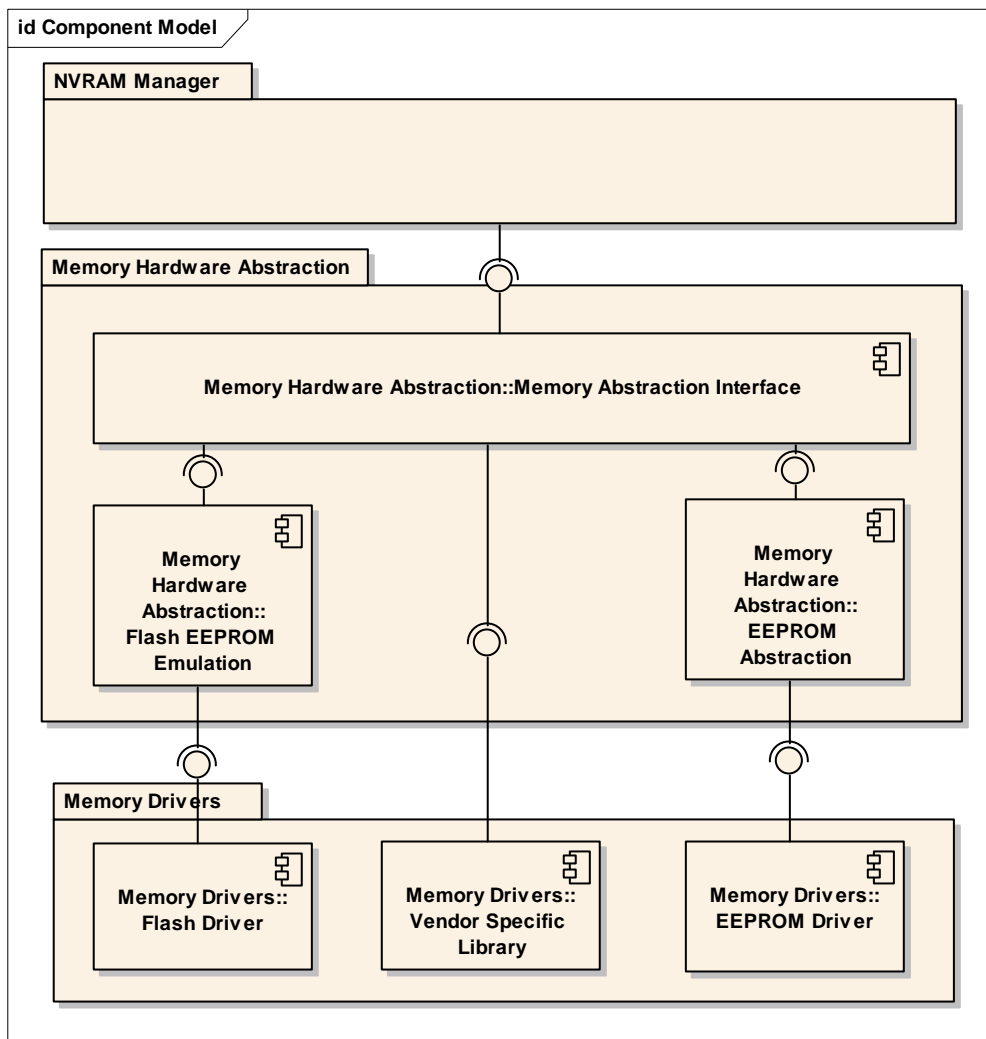 id Component Model
NVRAM Manager
Memory Hardware Abstraction
Memory Hardware Abstraction::Memory Abstraction Interface
Memory
Hardware
Abstraction::
Flash EEPROM
Emulation
Memory
Hardware
Abstraction::
EEPROM
Abstraction
Memory Drivers
Memory Drivers::
Flash Driver
Memory Drivers::
Vendor Specific
Library
Memory Drivers::
EEPROM Driver